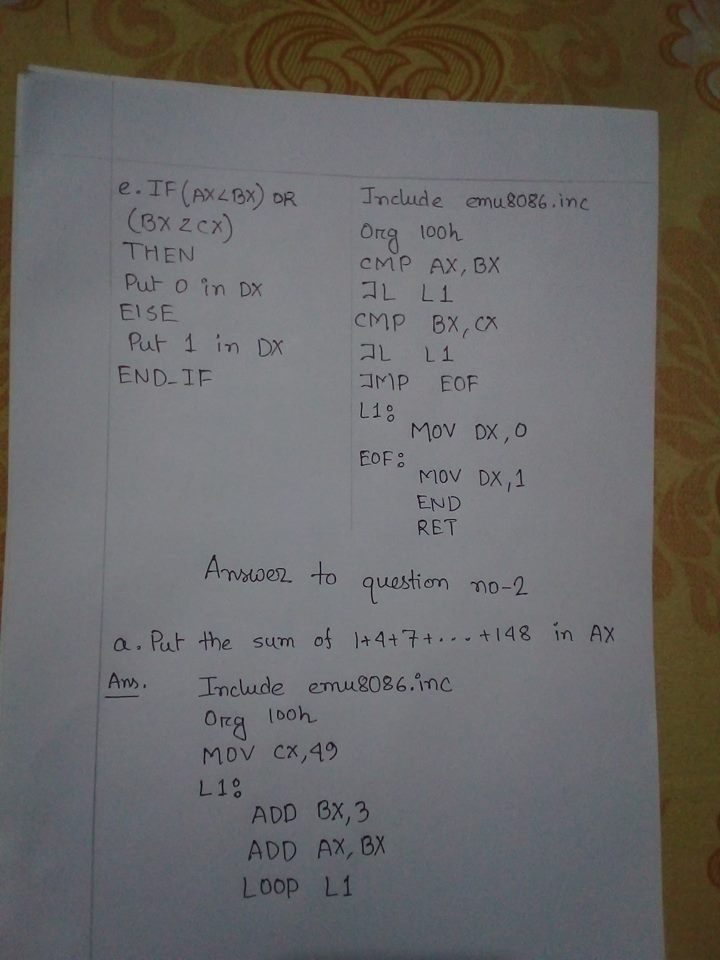 e. IF (AX<BX) OR
(BX < CX)
THEN
Put 0 in DX
ElSE
Put 1 in DX
END_IF
Include emu8086.inc
Org 100h
CMP AX, BX
JL L1
CMP BX, CX
JL L1
JMP EOF
L1:
MOV DX, 0
EOF:
MOV DX, 1
END
RET
Answer to question no-2
a. Put the sum of 1+4+7+...+148 in AX
Ans. Include emu8086.inc
Org 100h
MOV CX, 49
L1:
ADD BX, 3
ADD AX, BX
LOOP L1